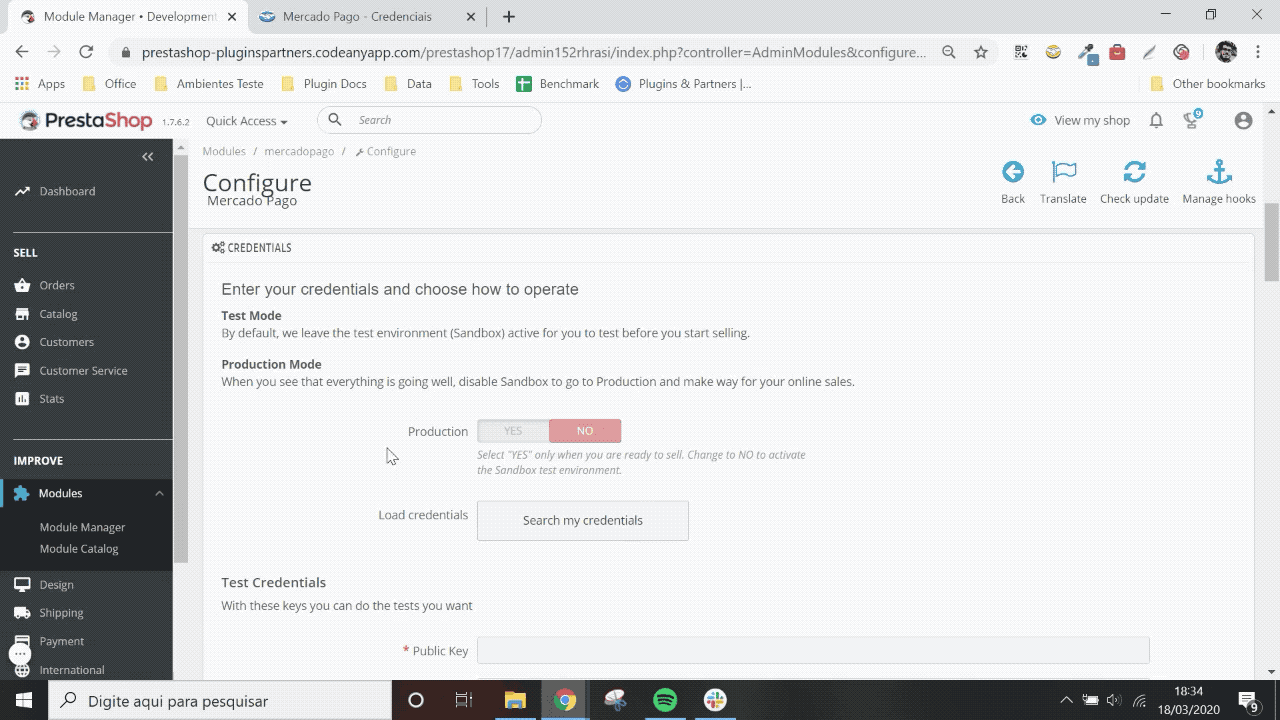 Module Manager • Development
Mercado Pago - Credenciais
prestashop-pluginspartners.codeanyapp.com/prestashop17/admin152rhrasi/index.php?controller=AdminModules&configure...
Apps
Office
Ambientes Test
Plugin Docs
Data
Tools
Benchmark
Plugins & Partners |...
Other bookmarks
PrestaShop
1.7.6.2
Quick Access
Search
View my shop
9
Modules / mercadopago / Configure
Configure
Mercado Pago
Back
Translate
Check update
Manage hooks
Dashboard
SELL
Orders
Catalog
Customers
Customer Service
Stats
IMPROVE
Modules
Module Manager
Module Catalog
Design
Shipping
Payment
International
CREDENTIALS
Enter your credentials and choose how to operate
Test Mode
By default, we leave the test environment (Sandbox) active for you to test before you start selling.
Production Mode
When you see that everything is going well, disable Sandbox to go to Production and make way for your online sales.
Production
YES
NO
Select "YES" only when you are ready to sell. Change to NO to activate
the Sandbox test environment.
Load credentials
Search my credentials
Test Credentials
With these keys you can do the tests you want
* Public Key
Digite aqui para pesquisar
18:34
18/03/2020
9